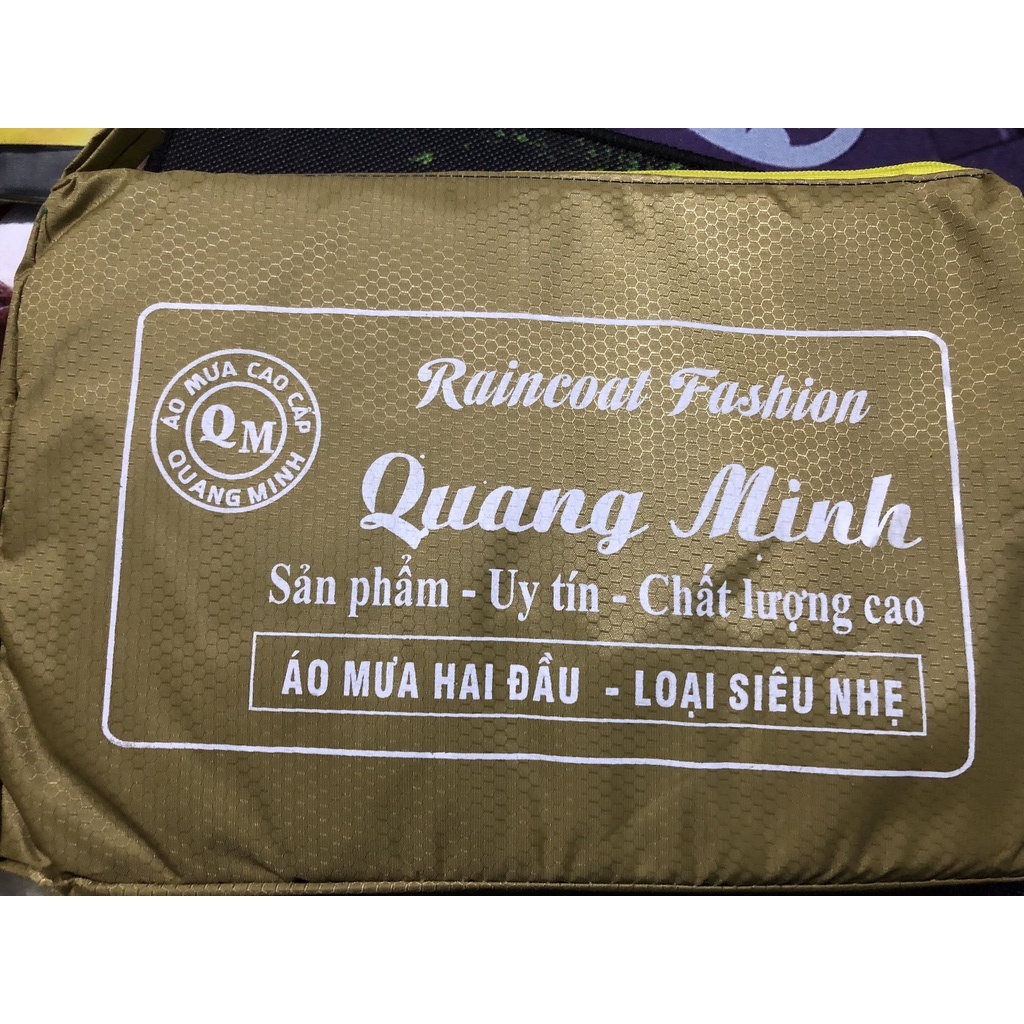 ÁO MƯA CAO CẤP
QM
QUANG MINH
Raincoat Fashion
Quang Minh
Sản phẩm - Uy tín - Chất lượng cao
ÁO MƯA HAI ĐẦU - LOẠI SIÊU NHẸ